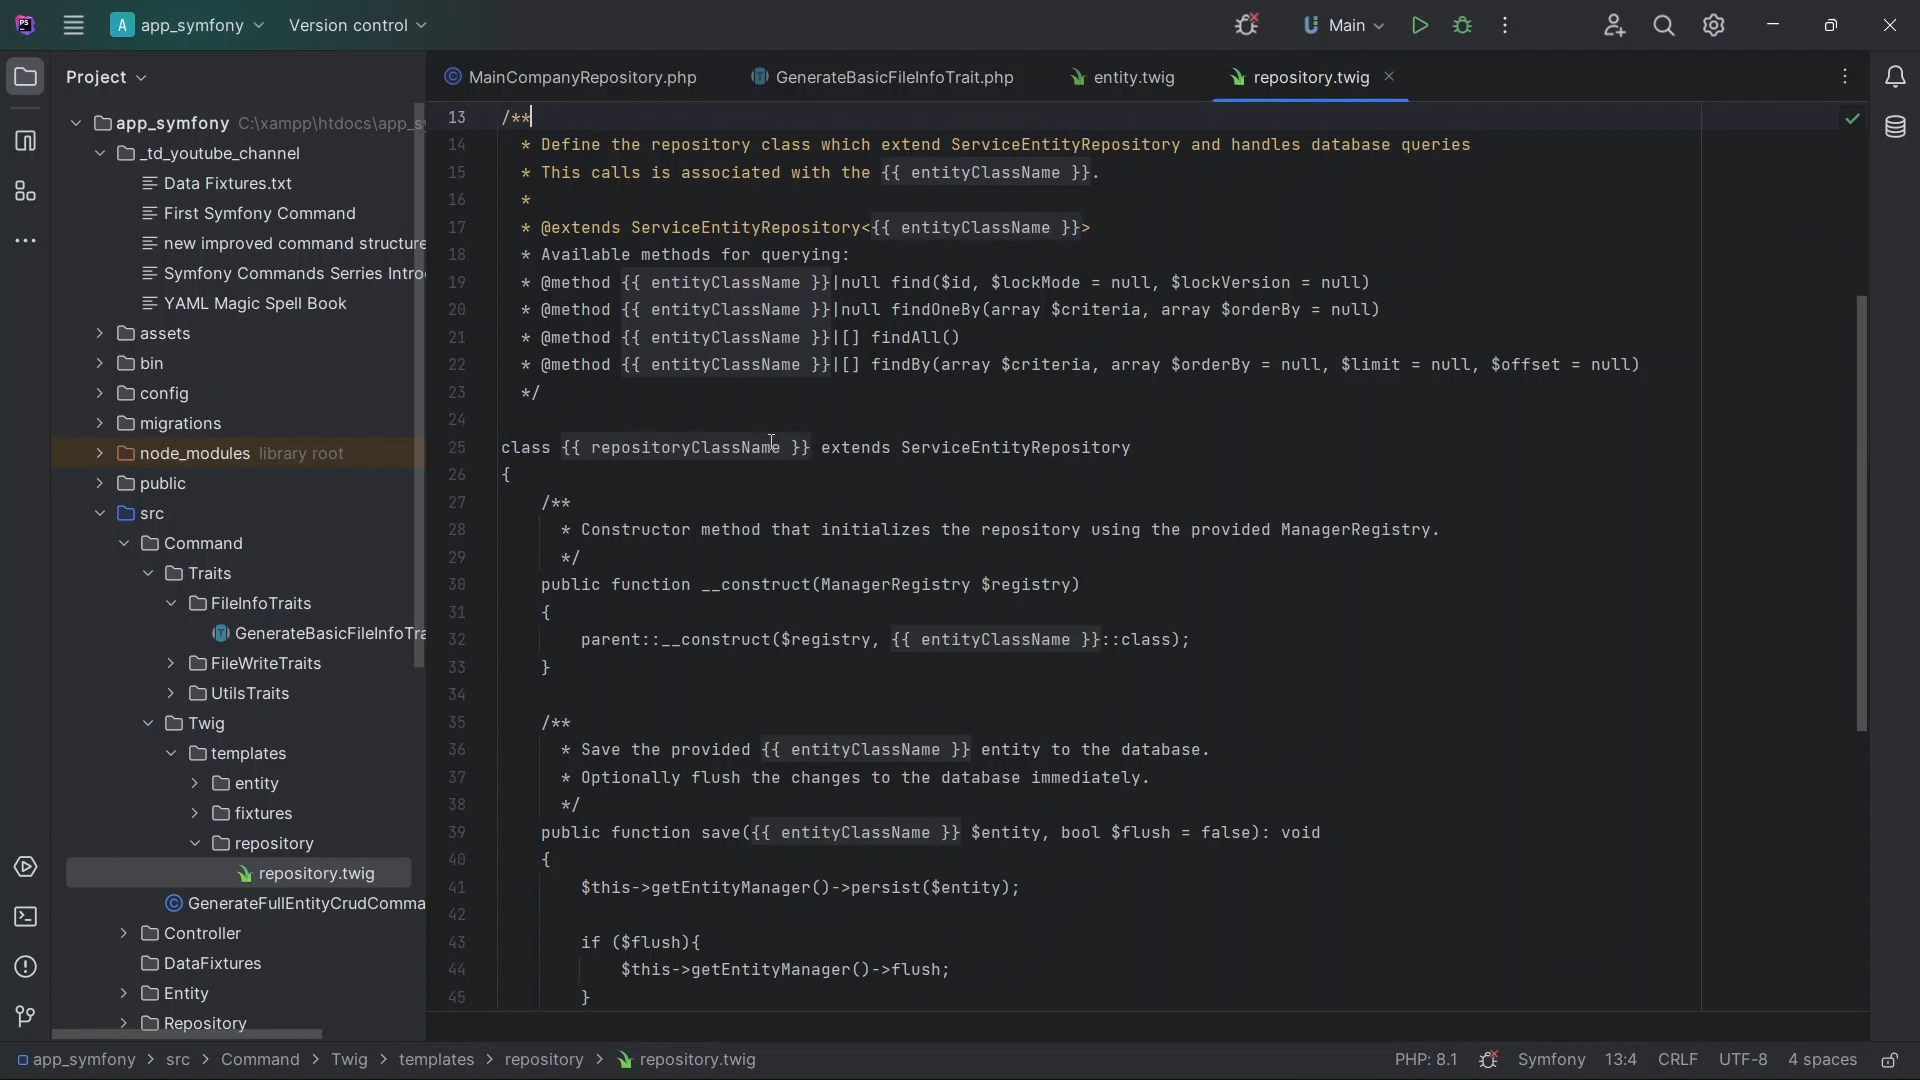 PS
A app_symfony
Version control
Main
Project
MainCompanyRepository.php
GenerateBasicFileInfoTrait.php
entity.twig
repository.twig
app_symfony C:\xampp\htdocs\app_s
_td_youtube_channel
Data Fixtures.txt
First Symfony Command
new improved command structure
Symfony Commands Serries Intro
YAML Magic Spell Book
assets
bin
config
migrations
node_modules library root
public
src
Command
Traits
FileInfoTraits
GenerateBasicFileInfoTra
FileWriteTraits
UtilsTraits
Twig
templates
entity
fixtures
repository
repository.twig
GenerateFullEntityCrudComma
Controller
DataFixtures
Entity
Repository
13 /**
14 * Define the repository class which extend ServiceEntityRepository and handles database queries
15 * This calls is associated with the {{ entityClassName }}.
16 *
17 * @extends ServiceEntityRepository<{{ entityClassName }}>
18 * Available methods for querying:
19 * @method {{ entityClassName }}|null find($id, $lockMode = null, $lockVersion = null)
20 * @method {{ entityClassName }}|null findOneBy(array $criteria, array $orderBy = null)
21 * @method {{ entityClassName }}|[] findAll()
22 * @method {{ entityClassName }}|[] findBy(array $criteria, array $orderBy = null, $limit = null, $offset = null)
23 */
24
25 class {{ repositoryClassName }} extends ServiceEntityRepository
26 {
27 /**
28 * Constructor method that initializes the repository using the provided ManagerRegistry.
29 */
30 public function __construct(ManagerRegistry $registry)
31 {
32 parent::__construct($registry, {{ entityClassName }}::class);
33 }
34
35 /**
36 * Save the provided {{ entityClassName }} entity to the database.
37 * Optionally flush the changes to the database immediately.
38 */
39 public function save({{ entityClassName }} $entity, bool $flush = false): void
40 {
41 $this->getEntityManager()->persist($entity);
42
43 if ($flush){
44 $this->getEntityManager()->flush;
45 }
app_symfony > src > Command > Twig > templates > repository > repository.twig
PHP: 8.1 Symfony 13:4 CRLF UTF-8 4 spaces